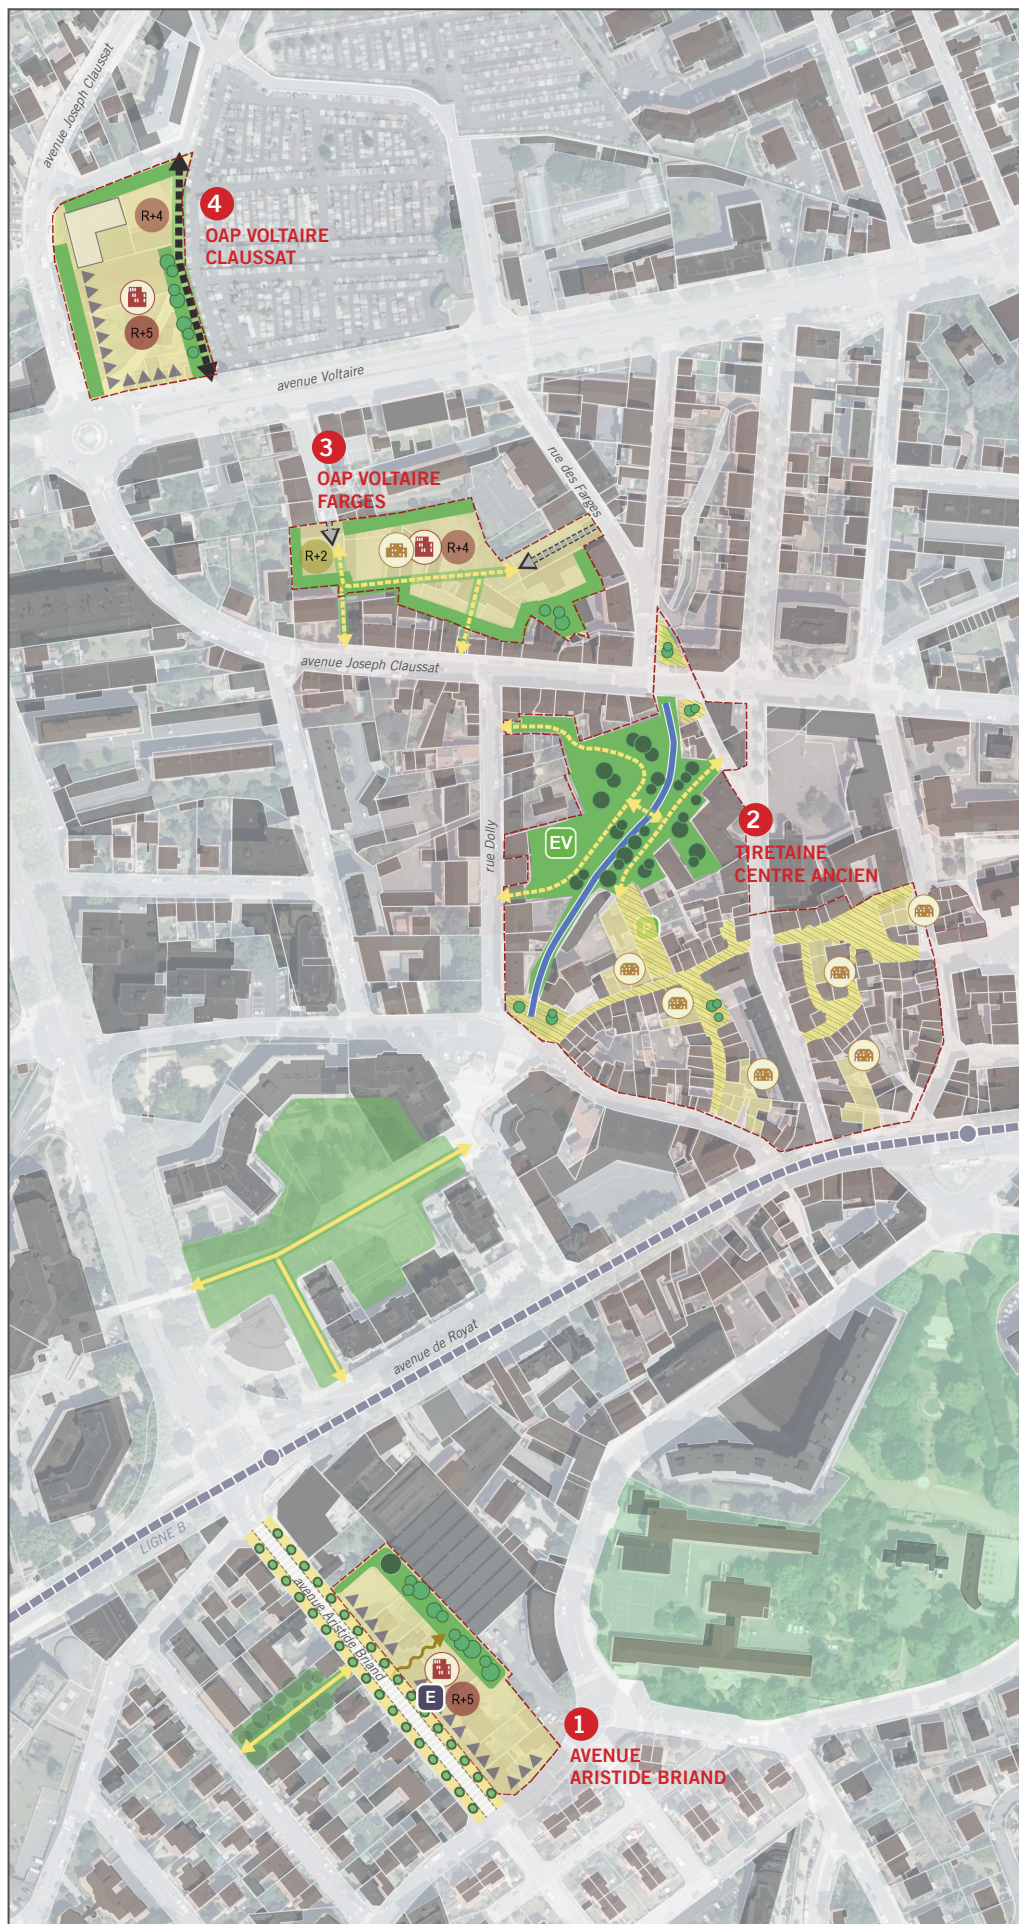 avenue Joseph Claussat
4
R+4
OAP VOLTAIRE
CLAUSSAT
R+5
avenue Voltaire
3
OAP VOLTAIRE
FARGES
rue des Farges
R+2
R+4
avenue Joseph Claussat
2
TIRETAINE
CENTRE ANCIEN
EV
rue Dolly
P
avenue de Royat
LIGNE B
avenue Aristide Briand
E
R+5
1
AVENUE
ARISTIDE BRIAND